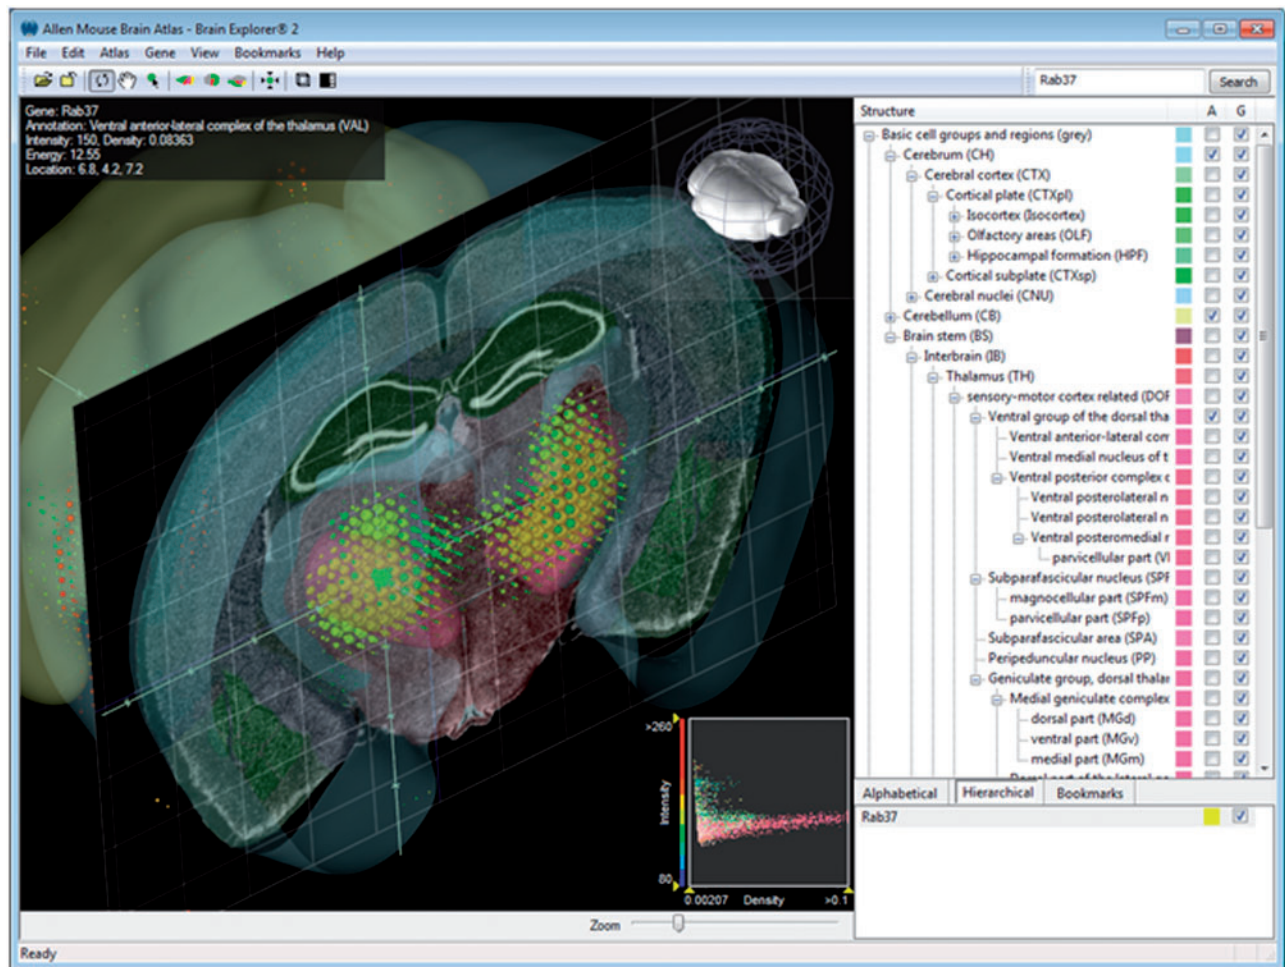 Allen Mouse Brain Atlas - Brain Explorer® 2
File Edit Atlas Gene View Bookmarks Help
Rab37 Search
Gene: Rab37
Annotation: Ventral anterior-lateral complex of the thalamus (VAL)
Intensity: 150, Density: 0.08363
Energy: 12.55
Location: 6.8, 4.2, 7.2
>260
Intensity
80
0.00207 Density >0.1
Zoom
Structure A G
Basic cell groups and regions (grey)
Cerebrum (CH)
Cerebral cortex (CTX)
Cortical plate (CTXpl)
Isocortex (Isocortex)
Olfactory areas (OLF)
Hippocampal formation (HPF)
Cortical subplate (CTXsp)
Cerebral nuclei (CNU)
Cerebellum (CB)
Brain stem (BS)
Interbrain (IB)
Thalamus (TH)
sensory-motor cortex related (DOF
Ventral group of the dorsal tha
Ventral anterior-lateral com
Ventral medial nucleus of t
Ventral posterior complex c
Ventral posterolateral n
Ventral posterolateral n
Ventral posteromedial r
parvicellular part (VI
Subparafascicular nucleus (SPF
magnocellular part (SPFm)
parvicellular part (SPFp)
Subparafascicular area (SPA)
Peripeduncular nucleus (PP)
Geniculate group, dorsal thalar
Medial geniculate complex
dorsal part (MGd)
ventral part (MGv)
medial part (MGm)
Alphabetical Hierarchical Bookmarks
Rab37
Ready